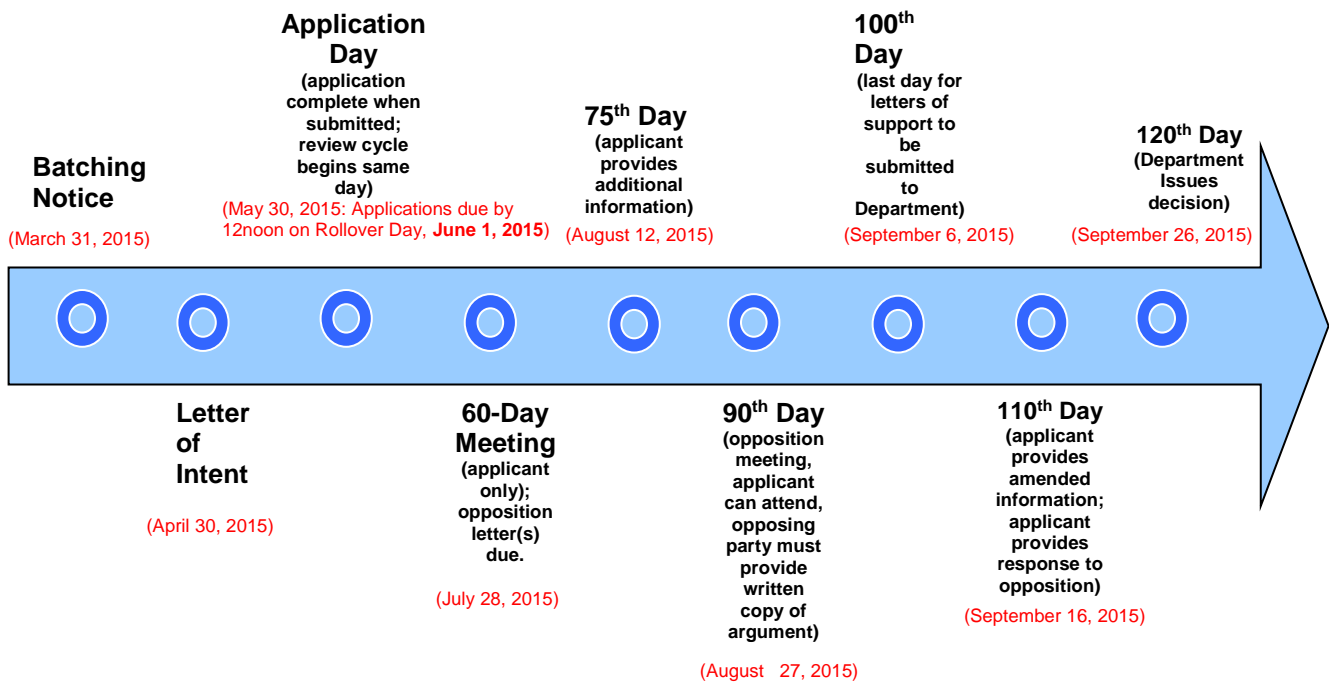 Batching
Notice
(March 31, 2015)
Letter
of
Intent
(April 30, 2015)
Application
Day
(application
complete when
submitted;
review cycle
begins same
day)
(May 30, 2015: Applications due by
12noon on Rollover Day, June 1, 2015)
60-Day
Meeting
(applicant
only);
opposition
letter(s)
due.
(July 28, 2015)
75th Day
(applicant
provides
additional
information)
(August 12, 2015)
90th Day
(opposition
meeting,
applicant
can attend,
opposing
party must
provide
written
copy of
argument)
(August 27, 2015)
100th
Day
(last day for
letters of
support to
be
submitted
to
Department)
(September 6, 2015)
110th Day
(applicant
provides
amended
information;
applicant
provides
response to
opposition)
(September 16, 2015)
120th Day
(Department
Issues
decision)
(September 26, 2015)